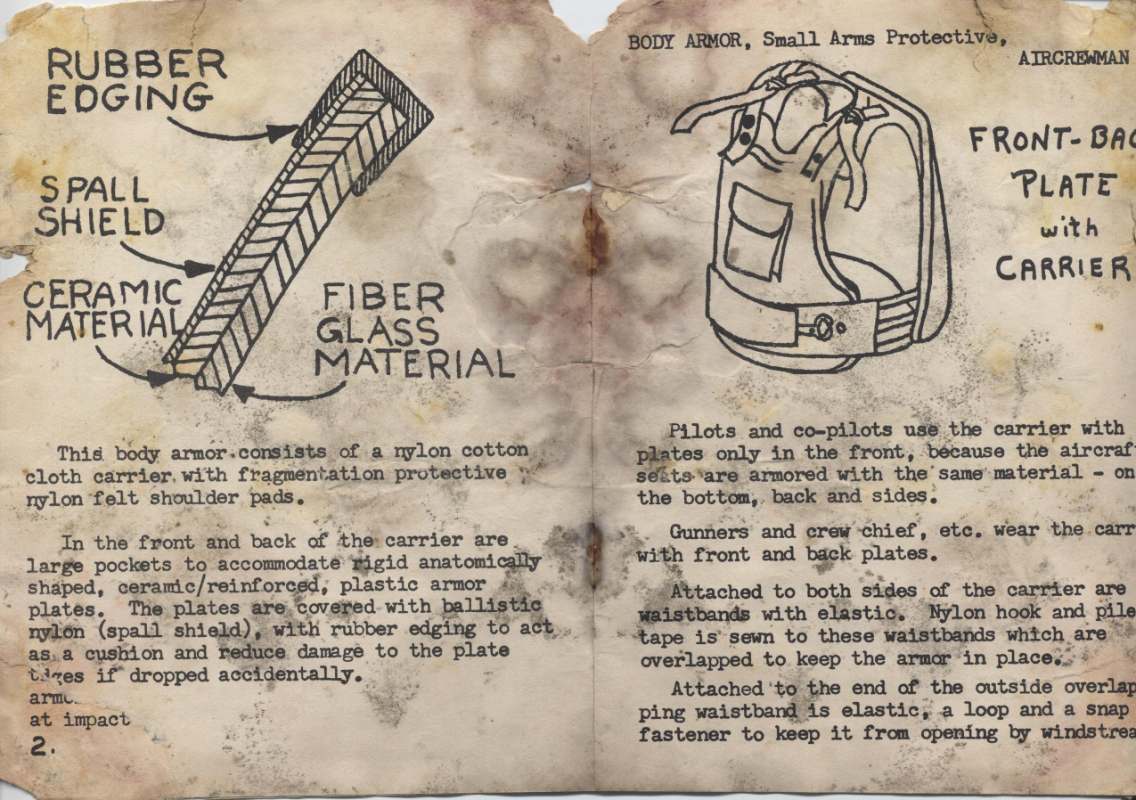 RUBBER
EDGING
SPALL
SHIELD
CERAMIC
MATERIAL
FIBER
GLASS
MATERIAL
This body armor consists of a nylon cotton
cloth carrier with fragmentation protective
nylon felt shoulder pads.
In the front and back of the carrier are
large pockets to accommodate rigid anatomically
shaped, ceramic/reinforced, plastic armor
plates. The plates are covered with ballistic
nylon (spall shield), with rubber edging to act
as a cushion and reduce damage to the plate
if dropped accidentally.
at impact
2.
BODY ARMOR, Small Arms Protective,
AIRCREWMAN
FRONT-BAC
PLATE
with
CARRIER
Pilots and co-pilots use the carrier with
plates only in the front, because the aircraf
seats are armored with the same material - on
the bottom, back and sides.
Gunners and crew chief, etc. wear the carr
with front and back plates.
Attached to both sides of the carrier are
waistbands with elastic. Nylon hook and pile
tape is sewn to these waistbands which are
overlapped to keep the armor in place.
Attached to the end of the outside overlap
ping waistband is elastic, a loop and a snap
fastener to keep it from opening by windstrea